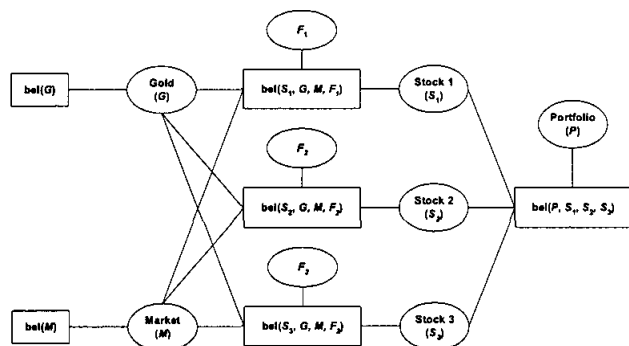 F₁
Gold
(G)
bel(G)
bel(S₁, G, M, F₁)
Stock 1
(S₁)
Portfolio
(P)
F₂
bel(S₂, G, M, F₂)
Stock 2
(S₂)
bel(P, S₁, S₂, S₃)
F₃
Market
(M)
bel(M)
bel(S₃, G, M, F₃)
Stock 3
(S₃)